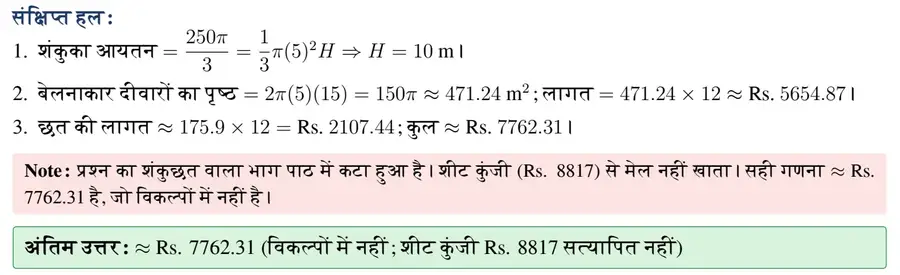 संक्षिप्त हल:
1. शंकुका आयतन = 250π/3 = 1/3 π(5)²H ⇒ H = 10 m।
2. बेलनाकार दीवारों का पृष्ठ = 2π(5)(15) = 150π ≈ 471.24 m²; लागत = 471.24 × 12 ≈ Rs. 5654.87।
3. छत की लागत ≈ 175.9 × 12 = Rs. 2107.44; कुल ≈ Rs. 7762.31।
Note: प्रश्न का शंकुछत वाला भाग पाठ में कटा हुआ है। शीट कुंजी (Rs. 8817) से मेल नहीं खाता। सही गणना ≈ Rs.
7762.31 है, जो विकल्पों में नहीं है।
अंतिम उत्तर: ≈ Rs. 7762.31 (विकल्पों में नहीं; शीट कुंजी Rs. 8817 सत्यापित नहीं)